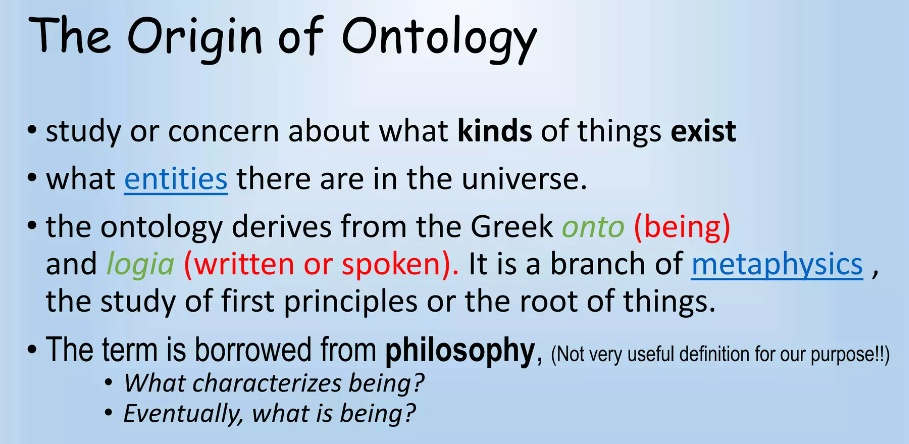 The Origin of Ontology
• study or concern about what kinds of things exist
• what entities there are in the universe.
• the ontology derives from the Greek onto (being)
and logia (written or spoken). It is a branch of metaphysics ,
the study of first principles or the root of things.
• The term is borrowed from philosophy, (Not very useful definition for our purpose!!)
• What characterizes being?
• Eventually, what is being?